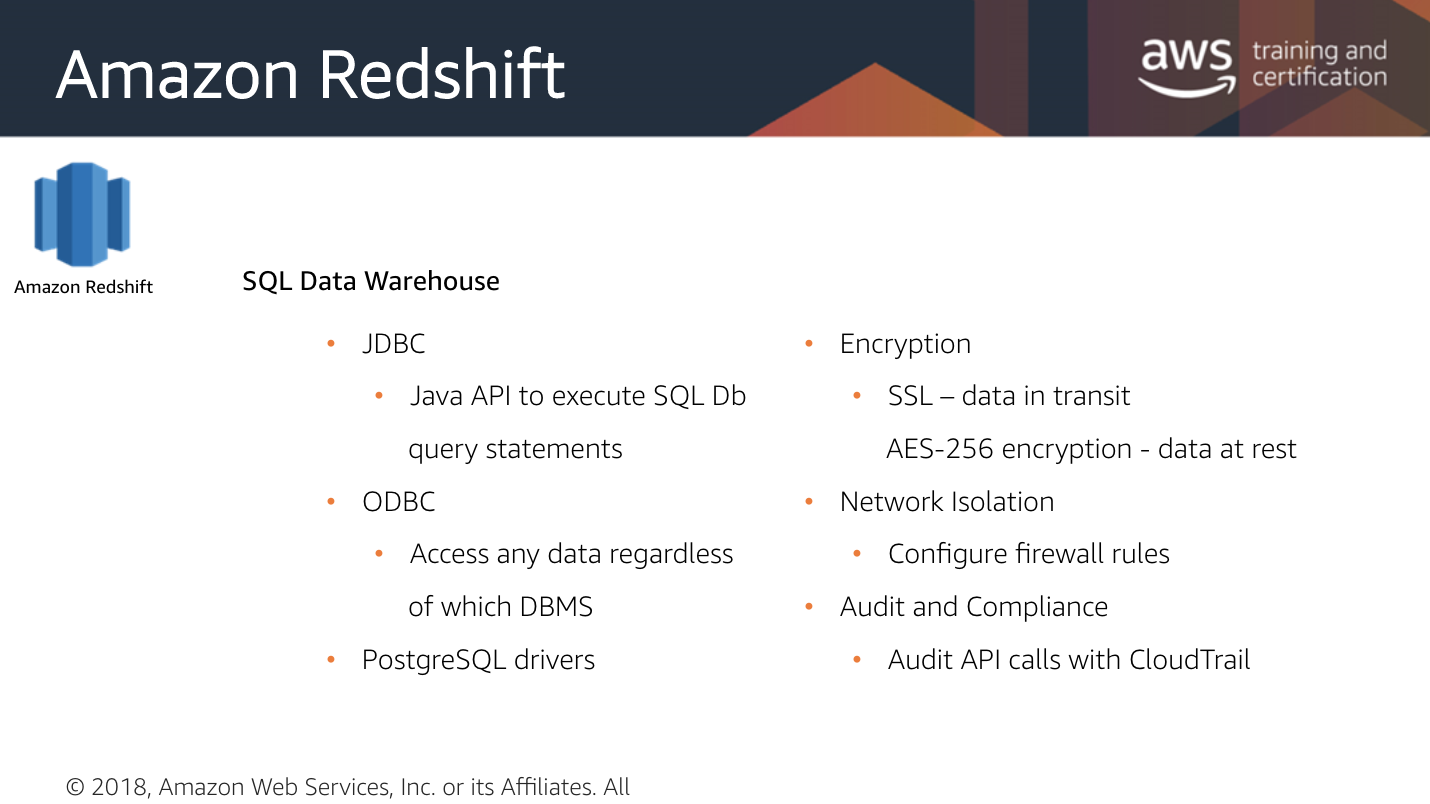 Amazon Redshift
aws training and
certification
Amazon Redshift
SQL Data Warehouse
• JDBC
• Java API to execute SQL Db
query statements
• ODBC
• Access any data regardless
of which DBMS
• PostgreSQL drivers
• Encryption
• SSL – data in transit
AES-256 encryption - data at rest
• Network Isolation
• Configure firewall rules
• Audit and Compliance
• Audit API calls with CloudTrail
© 2018, Amazon Web Services, Inc. or its Affiliates. All